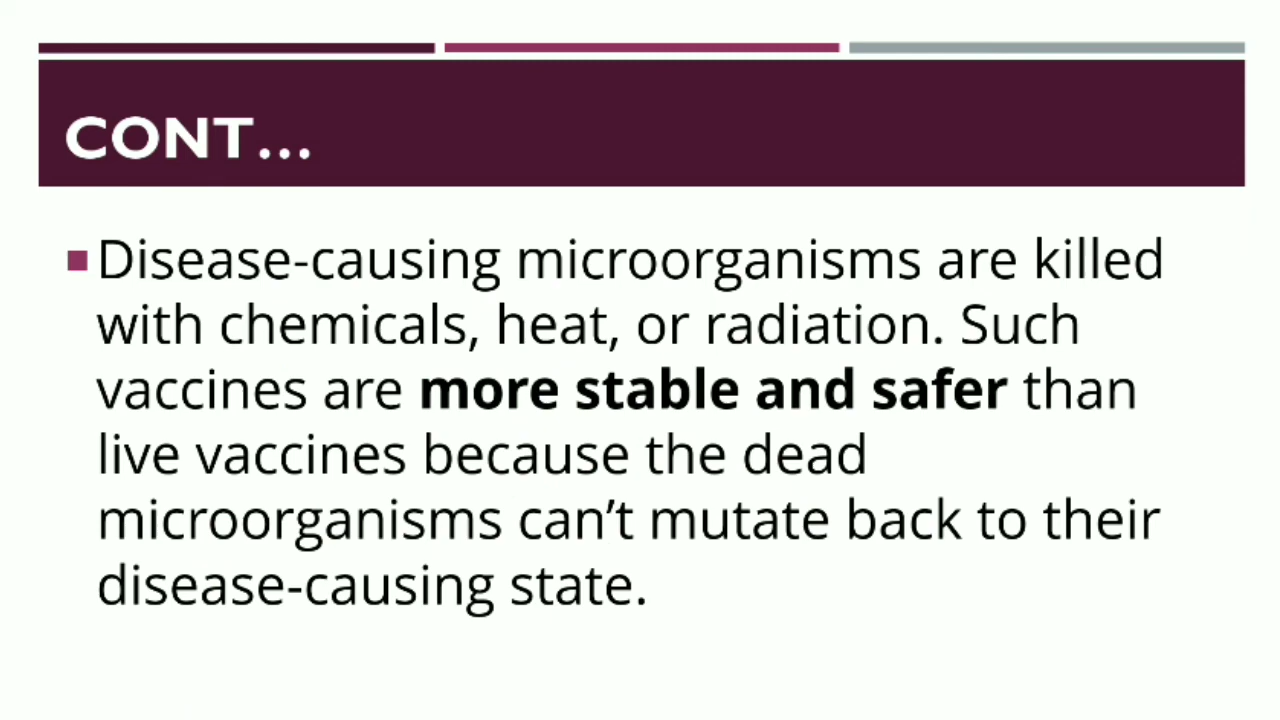 CONT...
Disease-causing microorganisms are killed
with chemicals, heat, or radiation. Such
vaccines are more stable and safer than
live vaccines because the dead
microorganisms can’t mutate back to their
disease-causing state.